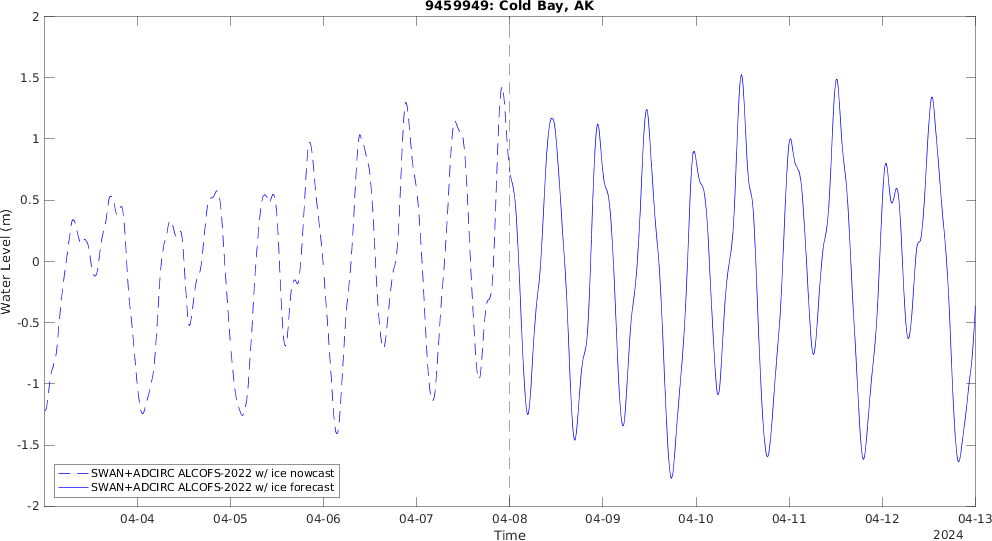 9459949: Cold Bay, AK
2
1.5
1
0.5
0
-0.5
-1
-1.5
-2
Water Level (m)
SWAN+ADCIRC ALCOFS-2022 w/ ice nowcast
SWAN+ADCIRC ALCOFS-2022 w/ ice forecast
04-04 04-05 04-06 04-07 04-08 04-09 04-10 04-11 04-12 04-13
Time
2024